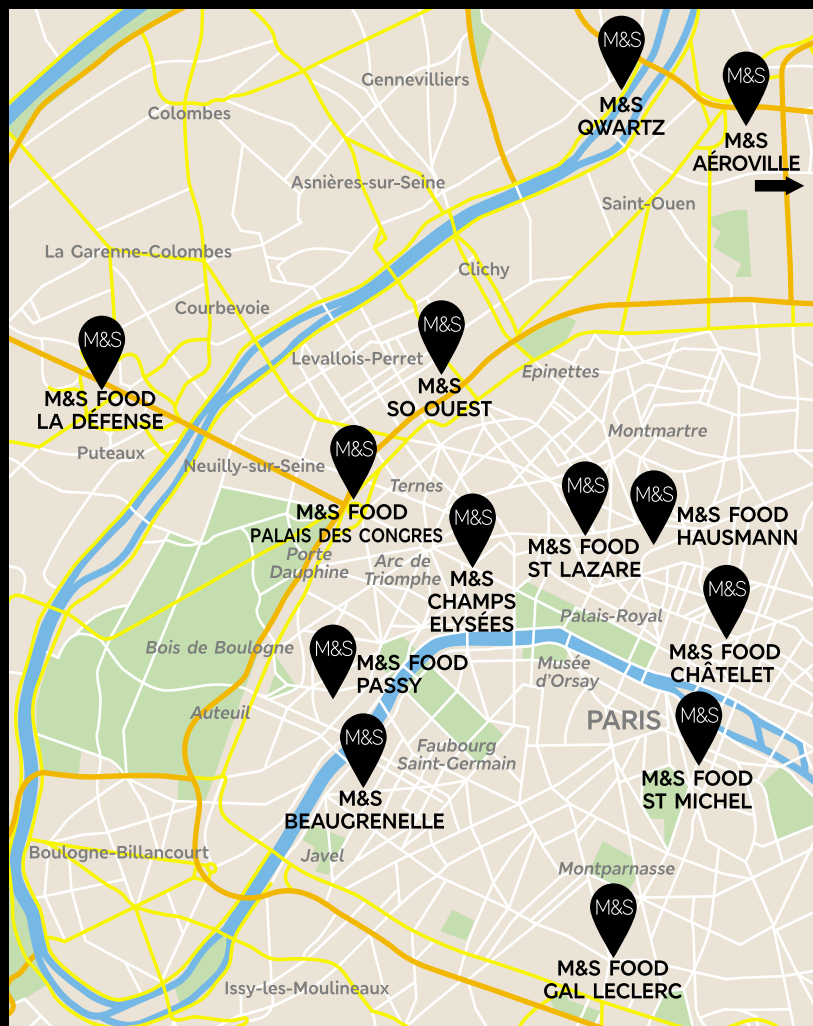 M&S
M&S
QWARTZ
M&S
M&S
AÉROVILLE
Gennevilliers
Colombes
Asnières-sur-Seine
Saint-Ouen
La Garenne-Colombes
Clichy
Courbevoie
M&S
M&S FOOD
LA DÉFENSE
M&S
M&S
SO OUEST
Levallois-Perret
Epinettes
Montmartre
Puteaux
Neuilly-sur-Seine
M&S
M&S FOOD
PALAIS DES CONGRES
Ternes
Porte
Dauphine
Arc de
Triomphe
M&S
M&S
CHAMPS
ELYSÉES
M&S
M&S FOOD
ST LAZARE
M&S
M&S FOOD
HAUSMANN
M&S
M&S FOOD
CHÂTELET
Palais-Royal
Bois de Boulogne
M&S
M&S FOOD
PASSY
Musée
d'Orsay
Auteuil
PARIS
M&S
M&S FOOD
ST MICHEL
M&S
M&S
BEAUGRENELLE
Faubourg
Saint-Germain
Boulogne-Billancourt
Javel
Montparnasse
M&S
M&S FOOD
GAL LECLERC
Issy-les-Moulineaux